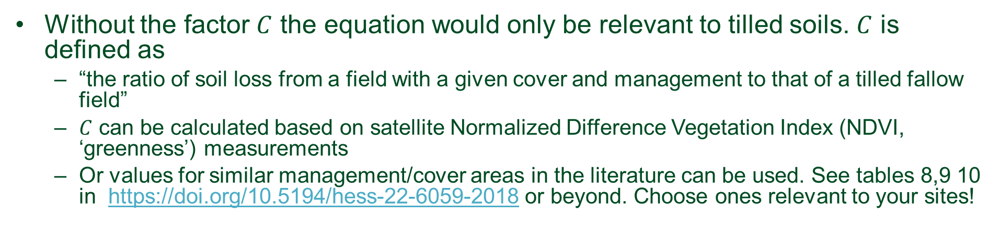 • Without the factor 𝐶 the equation would only be relevant to tilled soils. 𝐶 is
defined as
– “the ratio of soil loss from a field with a given cover and management to that of a tilled fallow
field”
– 𝐶 can be calculated based on satellite Normalized Difference Vegetation Index (NDVI,
‘greenness’) measurements
– Or values for similar management/cover areas in the literature can be used. See tables 8,9 10
in https://doi.org/10.5194/hess-22-6059-2018 or beyond. Choose ones relevant to your sites!